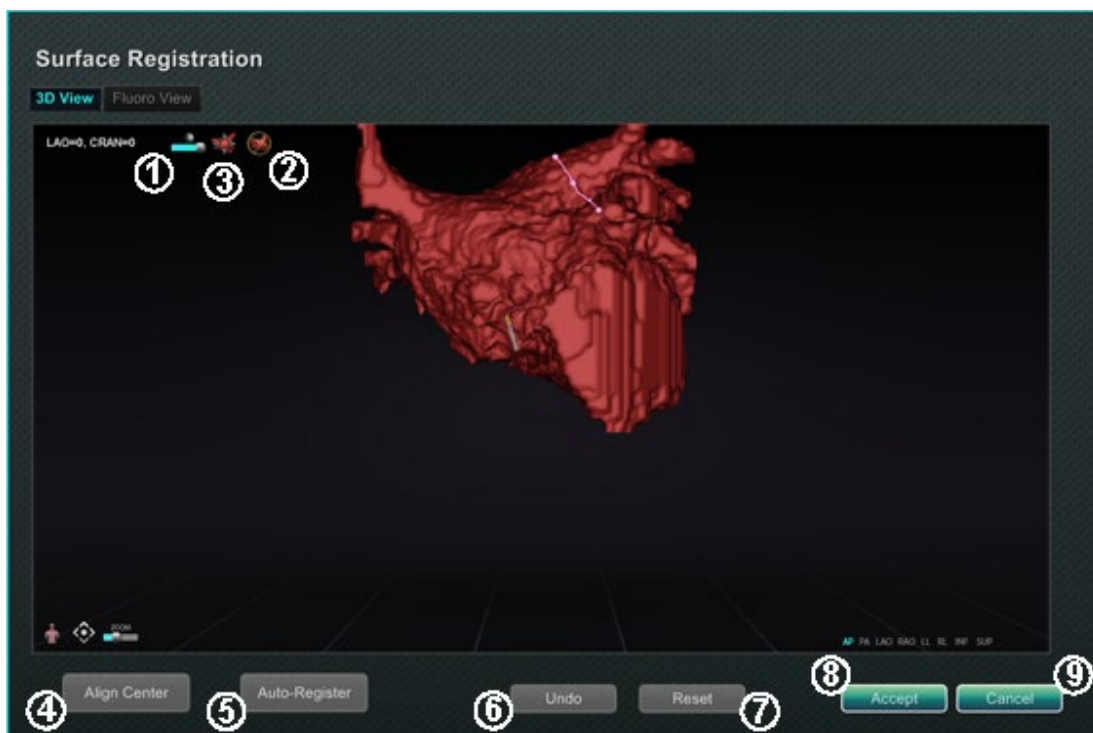 Surface Registration
3D View Fluoro View
LAO=0, CRAN=0
① ③ ②
ZOOM
AP PA LAO RAO LL RL INF SUP
④ Align Center ⑤ Auto-Register ⑥ Undo Reset ⑦ ⑧ Accept Cancel ⑨